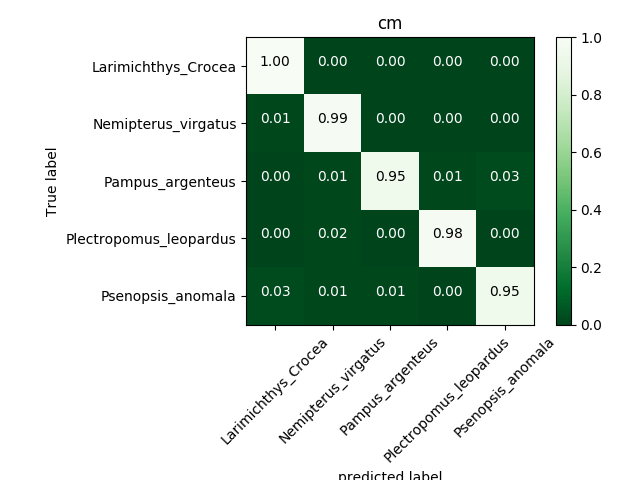 cm
Larimichthys_Crocea 1.00 0.00 0.00 0.00 0.00
Nemipterus_virgatus 0.01 0.99 0.00 0.00 0.00
Pampus_argenteus 0.00 0.01 0.95 0.01 0.03
Plectropomus_leopardus 0.00 0.02 0.00 0.98 0.00
Psenopsis_anomala 0.03 0.01 0.01 0.00 0.95
True label
Larimichthys_Crocea
Nemipterus_virgatus
Pampus_argenteus
Plectropomus_leopardus
Psenopsis_anomala
predicted label
1.0
0.8
0.6
0.4
0.2
0.0